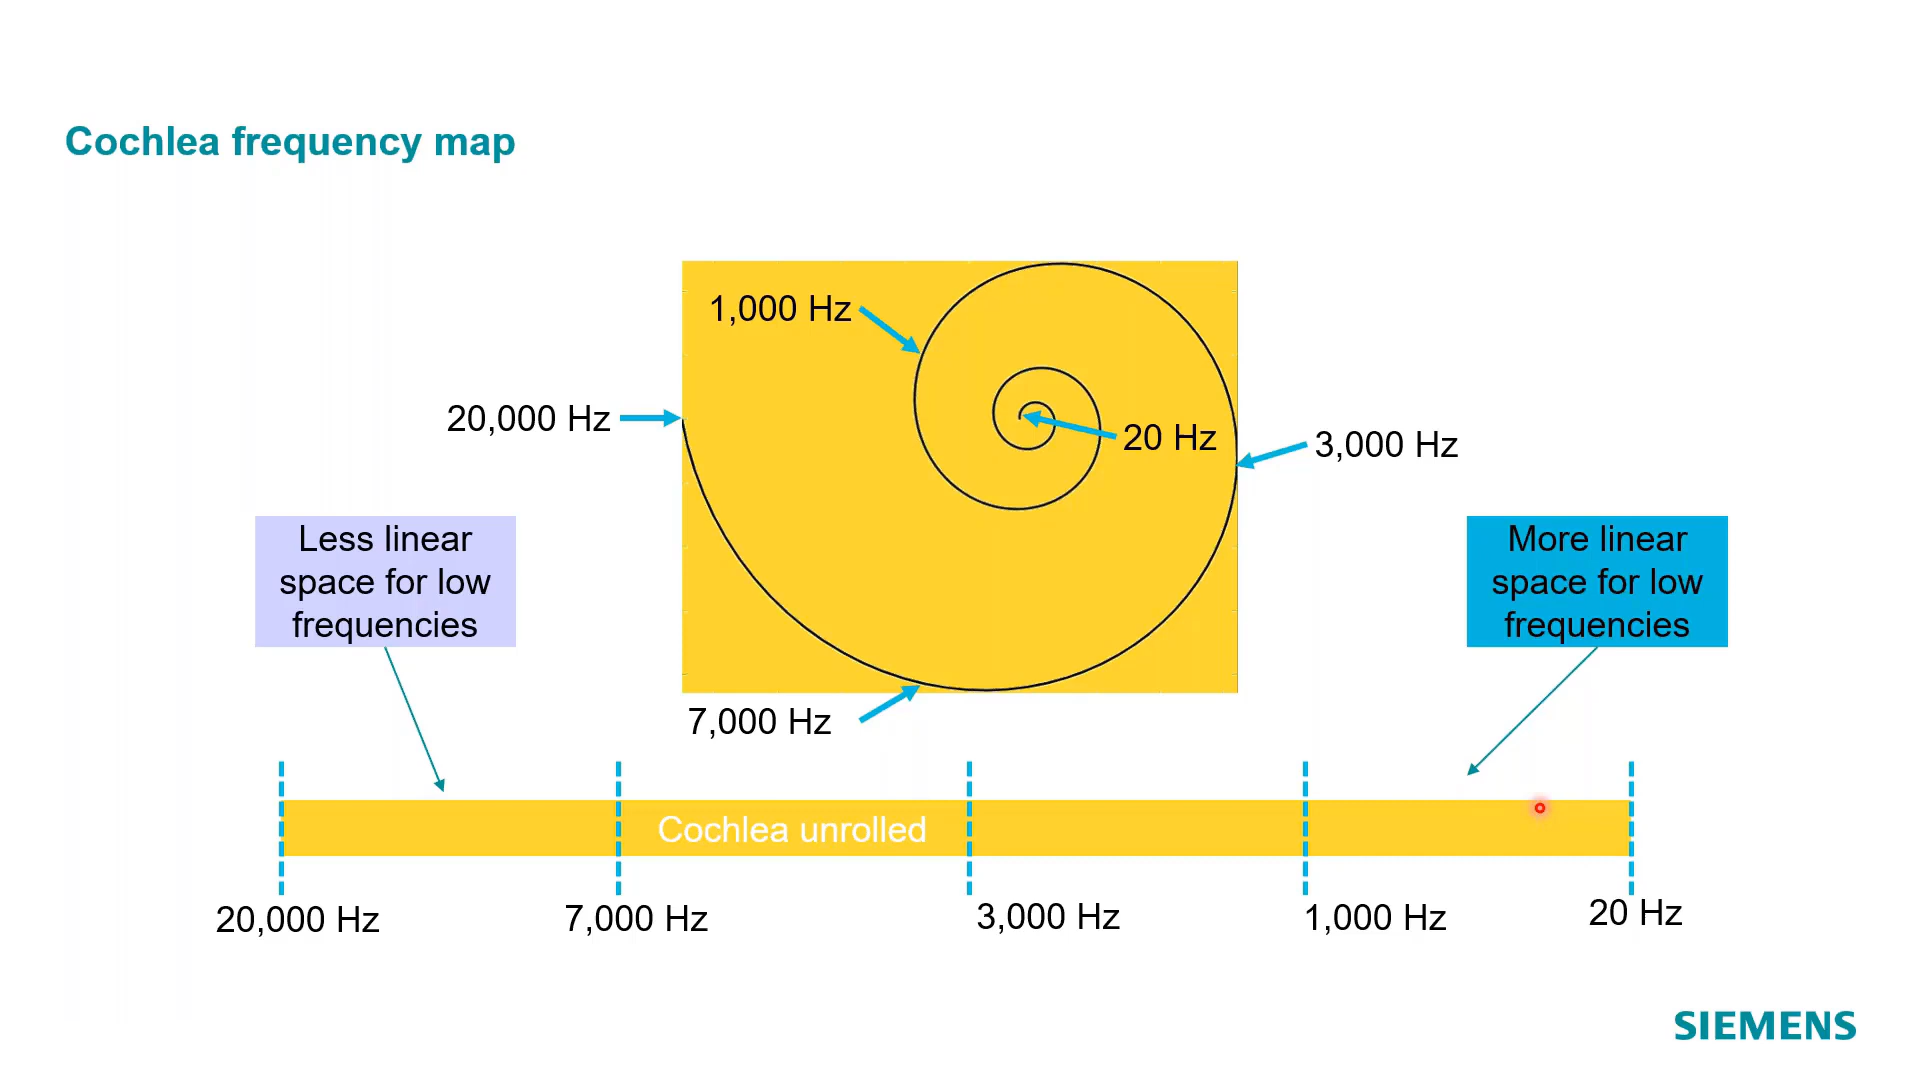 Cochlea frequency map
1,000 Hz
20,000 Hz
20 Hz
3,000 Hz
Less linear
space for low
frequencies
More linear
space for low
frequencies
7,000 Hz
Cochlea unrolled
20,000 Hz
7,000 Hz
3,000 Hz
1,000 Hz
20 Hz
SIEMENS